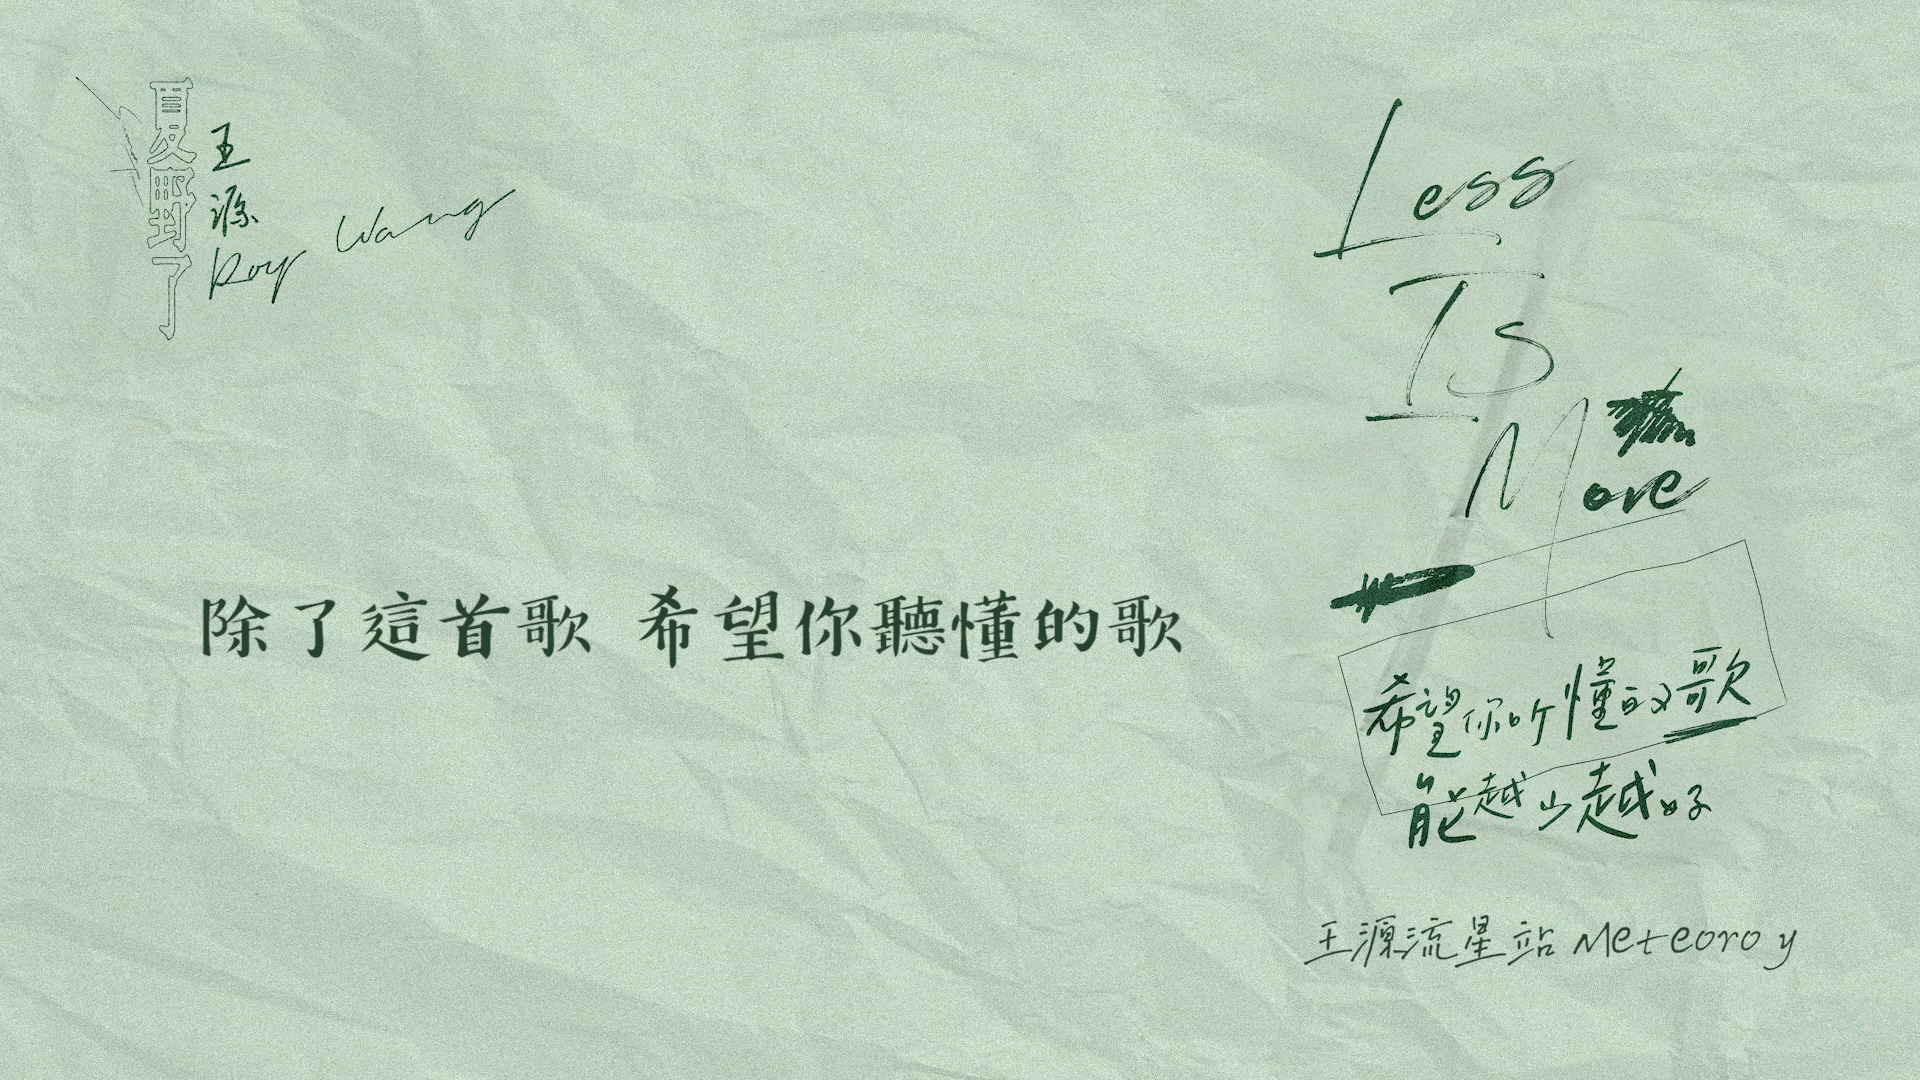 夏野了
王源
Roy Wang
Less
Is
More
除了這首歌 希望你聽懂的歌
希望你听懂的歌
能越少越好
王源流星站 Meteoroy